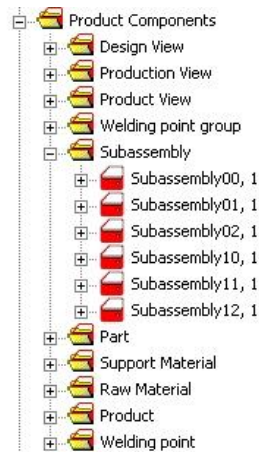 Product Components
Design View
Production View
Product View
Welding point group
Subassembly
Subassembly00, 1
Subassembly01, 1
Subassembly02, 1
Subassembly10, 1
Subassembly11, 1
Subassembly12, 1
Part
Support Material
Raw Material
Product
Welding point